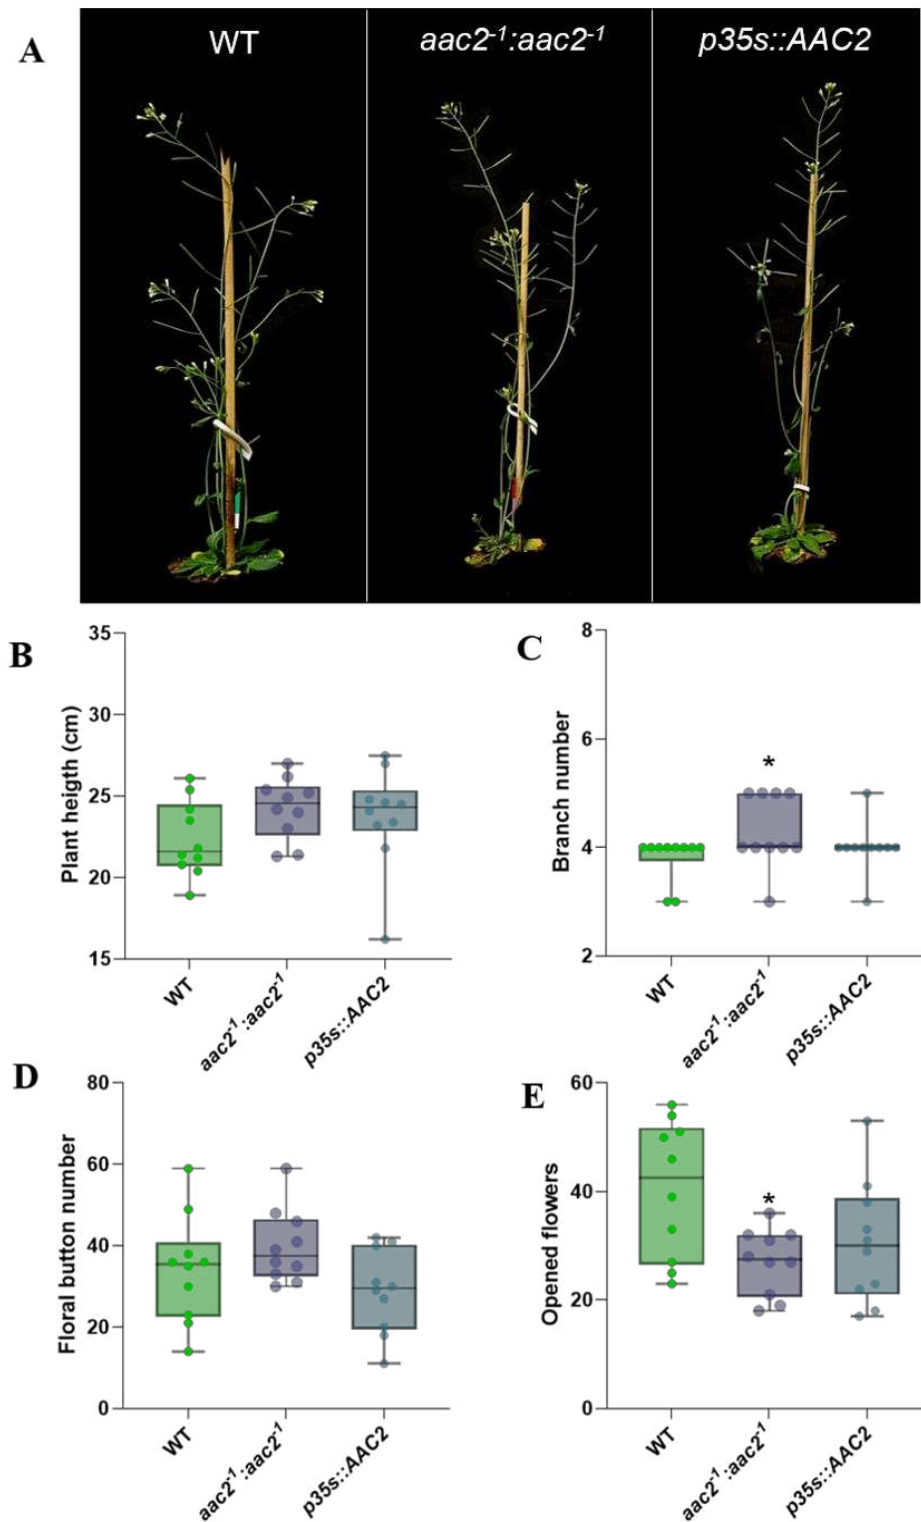 A
WT
aac2⁻¹:aac2⁻¹
p35s::AAC2
B
35
30
25
20
15
Plant heigth (cm)
WT
aac2⁻¹:aac2⁻¹
p35s::AAC2
C
8
6
4
2
Branch number
*
WT
aac2⁻¹:aac2⁻¹
p35s::AAC2
D
80
60
40
20
0
Floral button number
WT
aac2⁻¹:aac2⁻¹
p35s::AAC2
E
60
40
20
0
Opened flowers
*
WT
aac2⁻¹:aac2⁻¹
p35s::AAC2